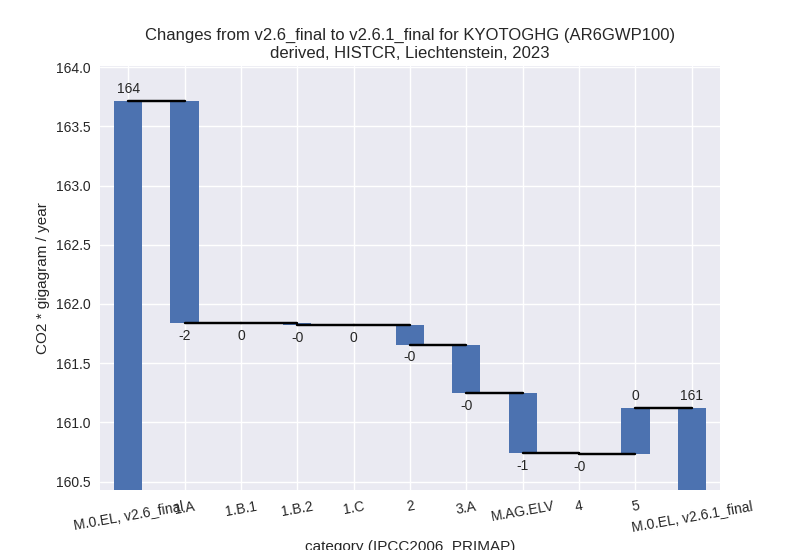 Changes from v2.6_final to v2.6.1_final for KYOTOGHG (AR6GWP100)
derived, HISTCR, Liechtenstein, 2023
CO2 * gigagram / year
164.0
163.5
163.0
162.5
162.0
161.5
161.0
160.5
164
-2
0
-0
0
-0
-0
-1
-0
0
161
M.0.EL, v2.6_final
1.A
1.B.1
1.B.2
1.C
2
3.A
M.AG.ELV
4
5
M.0.EL, v2.6.1_final
category (IPCC2006_PRIMAP)